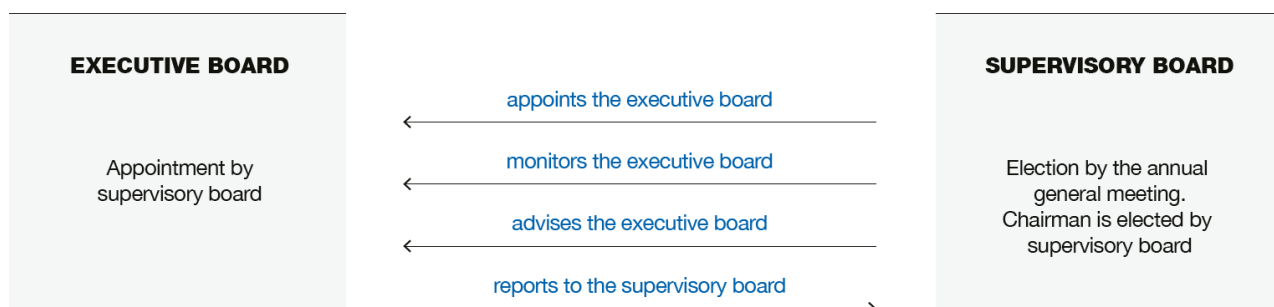 EXECUTIVE BOARD
Appointment by
supervisory board
appoints the executive board
monitors the executive board
advises the executive board
reports to the supervisory board
SUPERVISORY BOARD
Election by the annual
general meeting.
Chairman is elected by
supervisory board